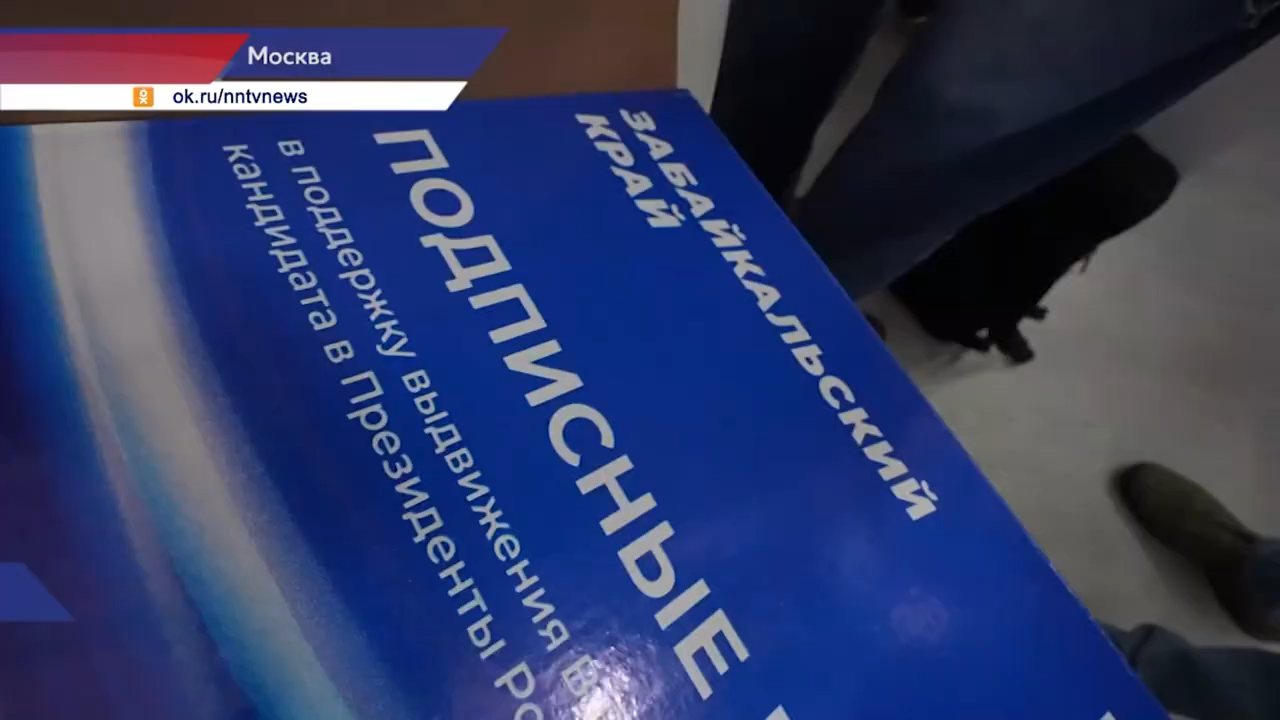 Москва
ok.ru/nntvnews
ЗАБАЙКАЛЬСКИЙ
КРАЙ
ПОДПИСНЫЕ
в поддержку выдвижения
кандидата в Президенты